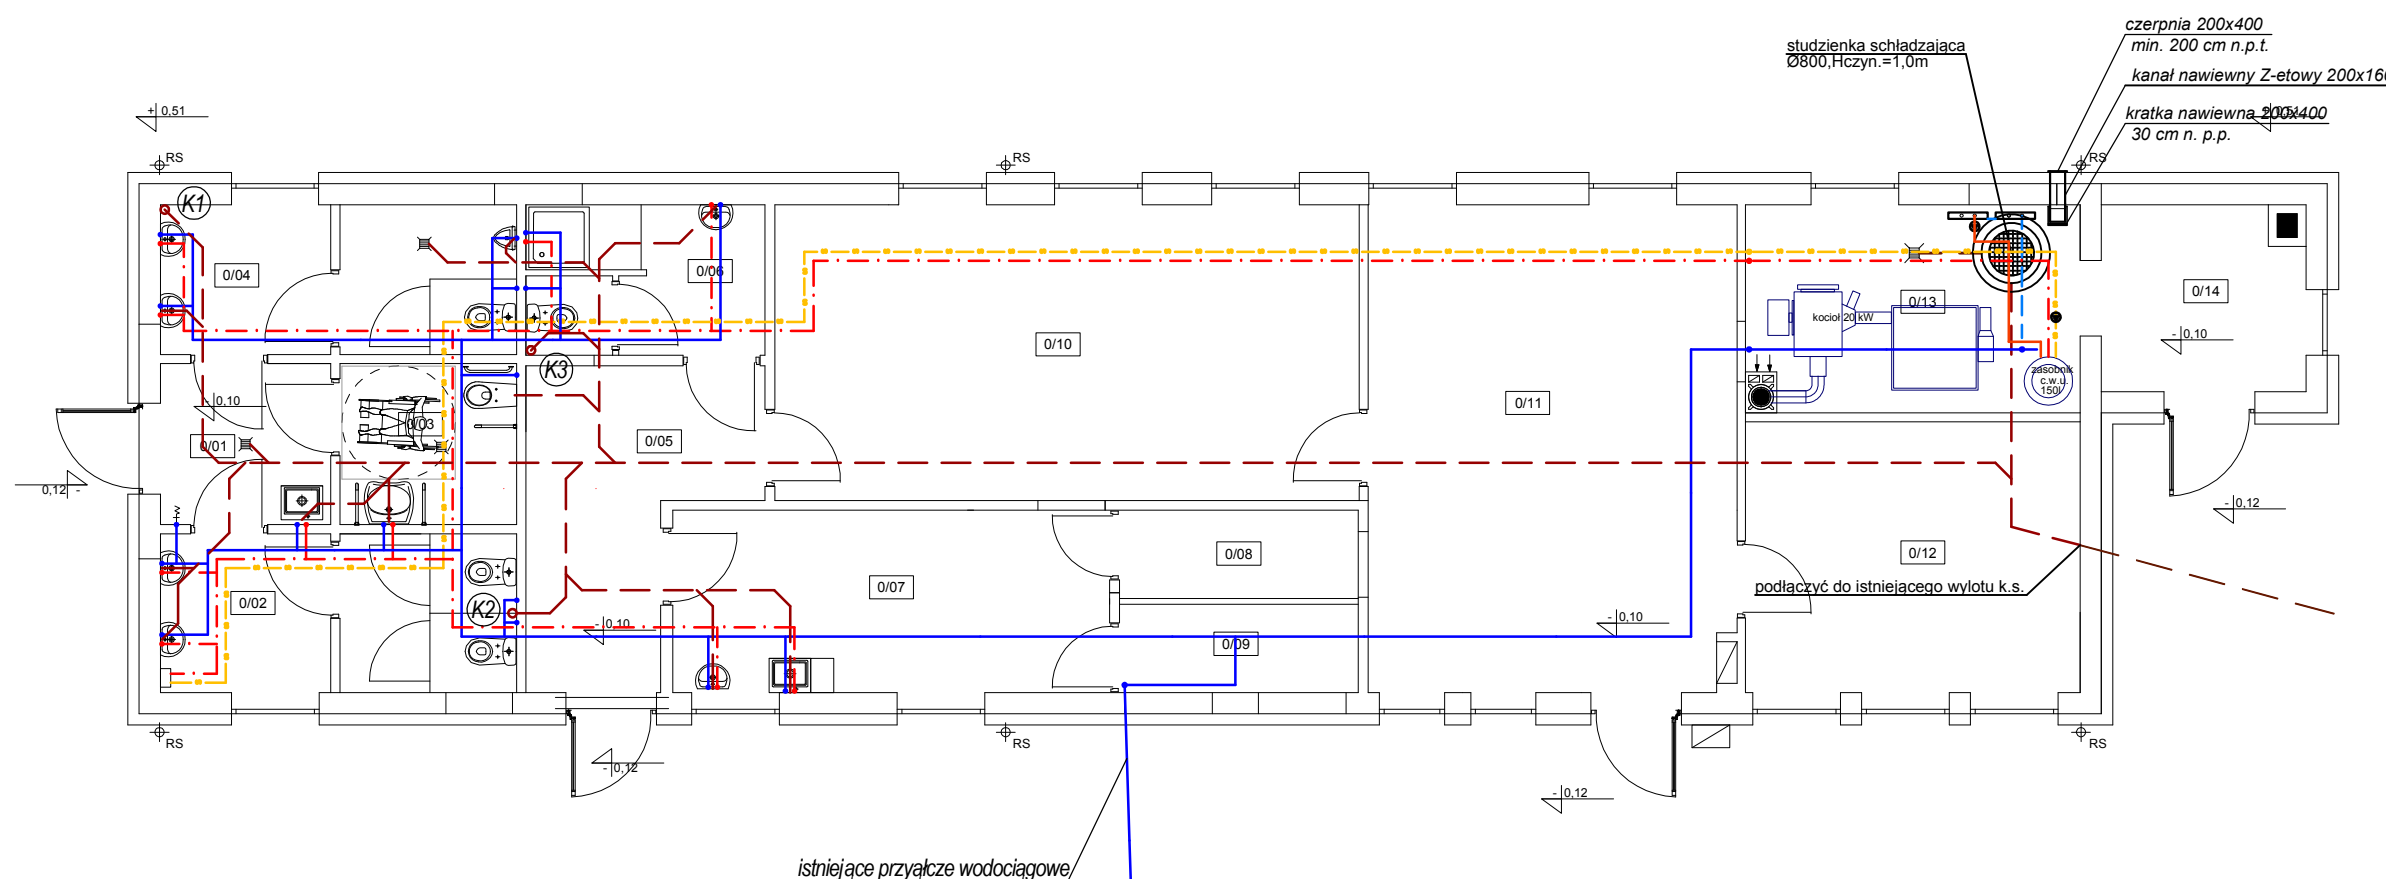 czerpnia 200x400
min. 200 cm n.p.t.
studzienka schładzająca
Ø800,Hczyn.=1,0m
kanał nawiewny Z-etowy 200x160
kratka nawiewna 200x400
30 cm n. p.p.
+ 0,51
RS
RS
RS
K1
0/04
0/06
0/13
0/14
kocioł 20 kW
0/10
- 0,10
K3
zasobnik
c.w.u.
150l
- 0,10
0/11
0/03
0/01
0/05
0,12 -
- 0,12
0/08
0/12
0/07
podłączyć do istniejącego wylotu k.s.
0/02
K2
- 0,10
- 0,10
0/09
RS
RS
RS
- 0,12
- 0,12
istniejące przyałcze wodociągowe